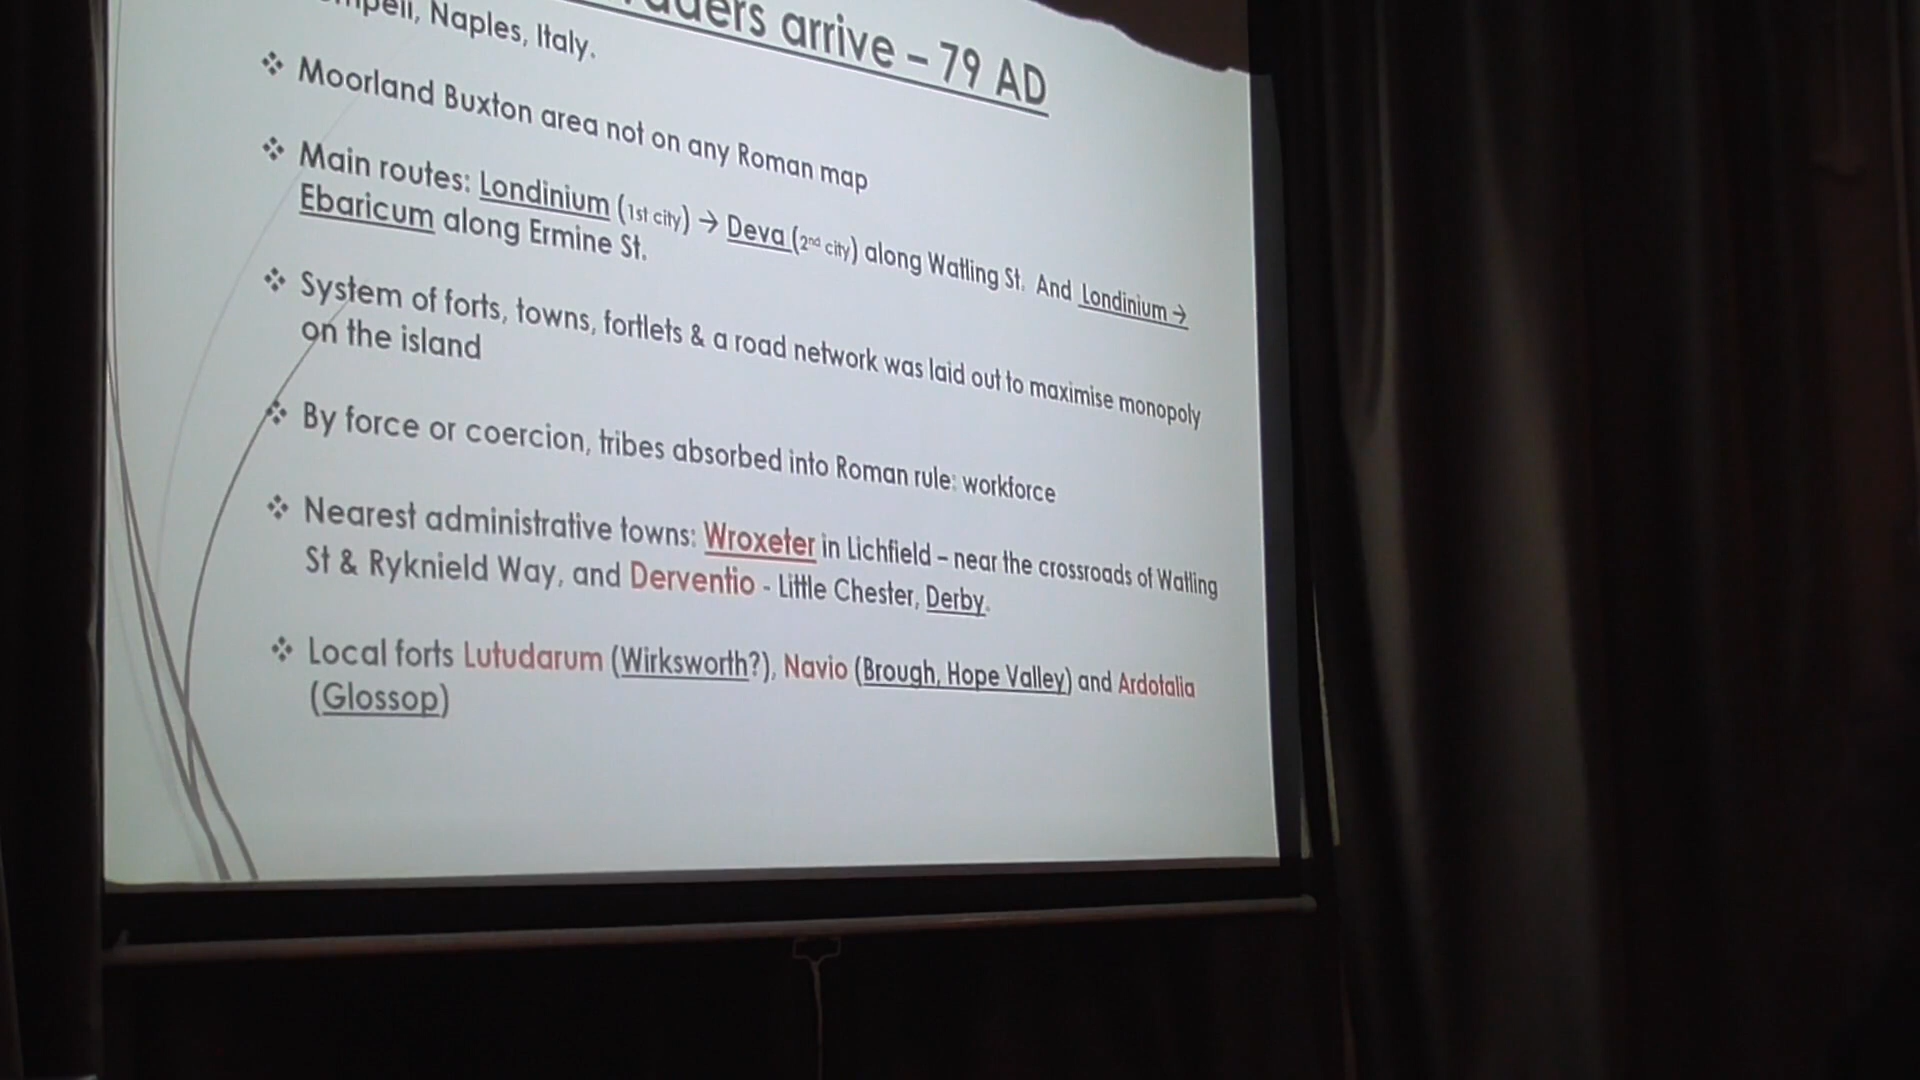 arrive – 79 AD
Naples, Italy.
❖ Moorland Buxton area not on any Roman map
❖ Main routes: Londinium (1st city) → Deva (2nd city) along Watling St. And Londinium →
Ebaricum along Ermine St.
❖ System of forts, towns, fortlets & a road network was laid out to maximise monopoly
on the island
❖ By force or coercion, tribes absorbed into Roman rule: workforce
❖ Nearest administrative towns: Wroxeter in Lichfield – near the crossroads of Watling
St & Ryknield Way, and Derventio - Little Chester, Derby.
❖ Local forts Lutudarum (Wirksworth?), Navio (Brough, Hope Valley) and Ardotalia
(Glossop)